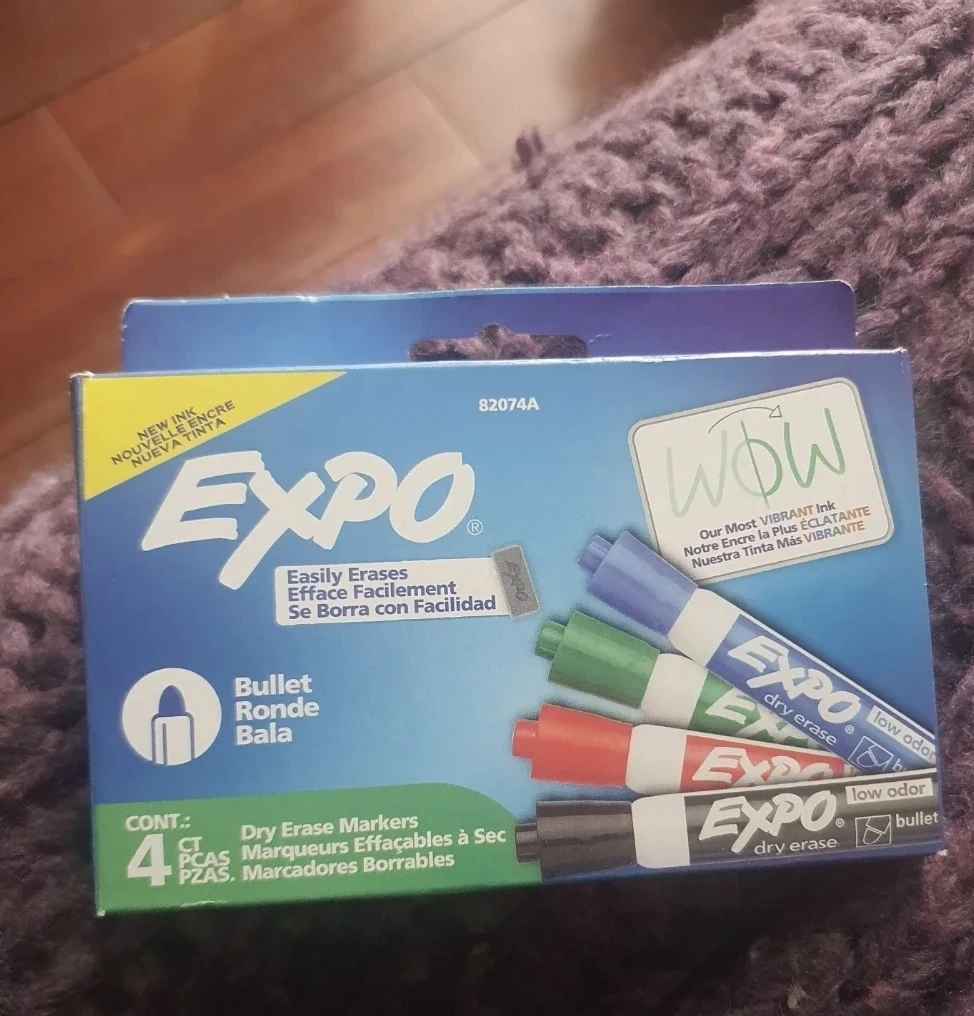 82074A
NEW INK
NOUVELLE ENCRE
NUEVA TINTA
EXPO®
WOW
Our Most VIBRANT Ink
Notre Encre la Plus ÉCLATANTE
Nuestra Tinta Más VIBRANTE
Easily Erases
Efface Facilement
Se Borra con Facilidad
EXPO
Bullet
Ronde
Bala
EXPO®
dry erase
low odor
EXPO
EXPO®
dry erase
low odor
bullet
CONT.:
4 CT
PCAS
PZAS.
Dry Erase Markers
Marqueurs Effaçables à Sec
Marcadores Borrables